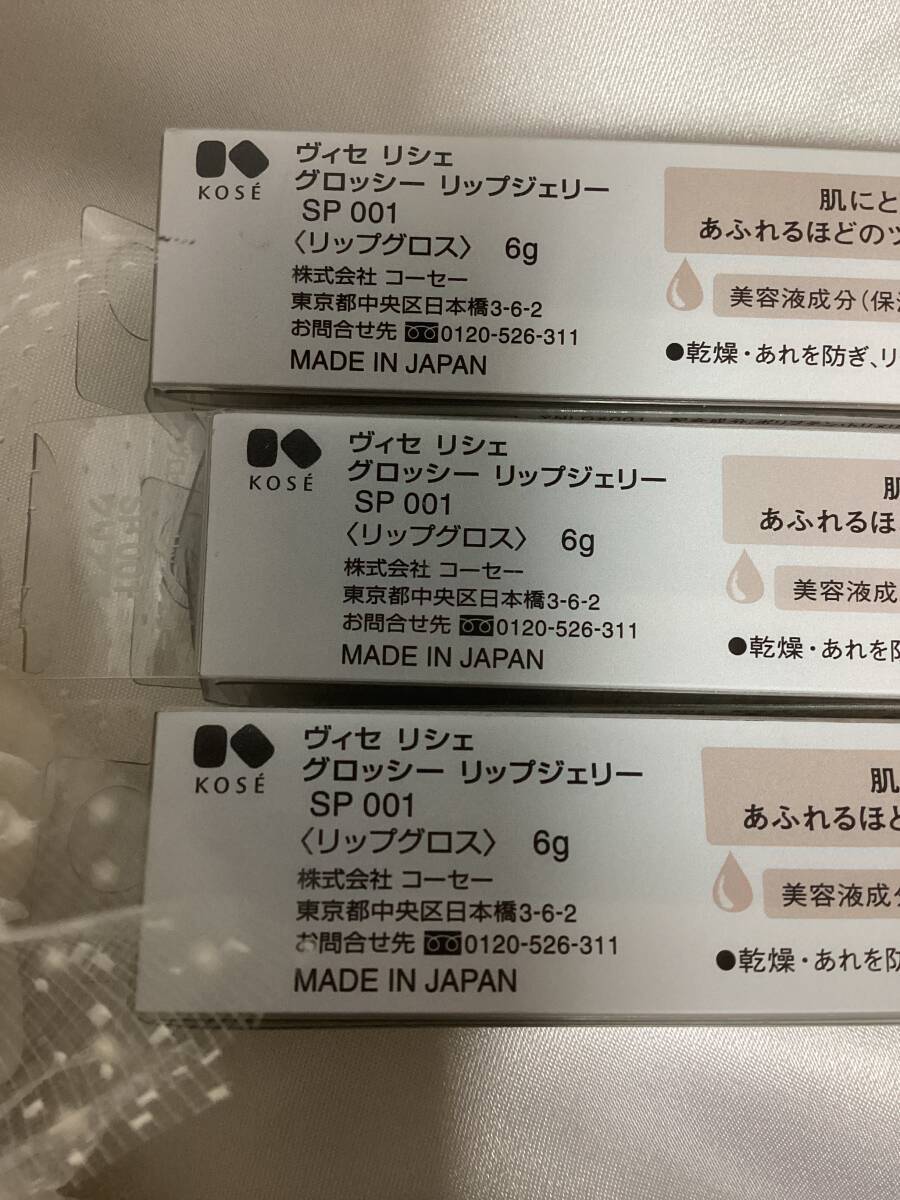 KOSÉ
ヴィセ リシェ
グロッシー リップジェリー
SP 001
〈リップグロス〉 6g
株式会社 コーセー
東京都中央区日本橋3-6-2
お問合せ先 0120-526-311
MADE IN JAPAN
肌にと
あふれるほどのツ
美容液成分(保
●乾燥・あれを防ぎ、リ
KOSÉ
ヴィセ リシェ
グロッシー リップジェリー
SP 001
〈リップグロス〉 6g
株式会社 コーセー
東京都中央区日本橋3-6-2
お問合せ先 0120-526-311
MADE IN JAPAN
肌
あふれるほ
美容液成
●乾燥・あれを防
KOSÉ
ヴィセ リシェ
グロッシー リップジェリー
SP 001
〈リップグロス〉 6g
株式会社 コーセー
東京都中央区日本橋3-6-2
お問合せ先 0120-526-311
MADE IN JAPAN
肌
あふれるほと
美容液成分
●乾燥・あれを防